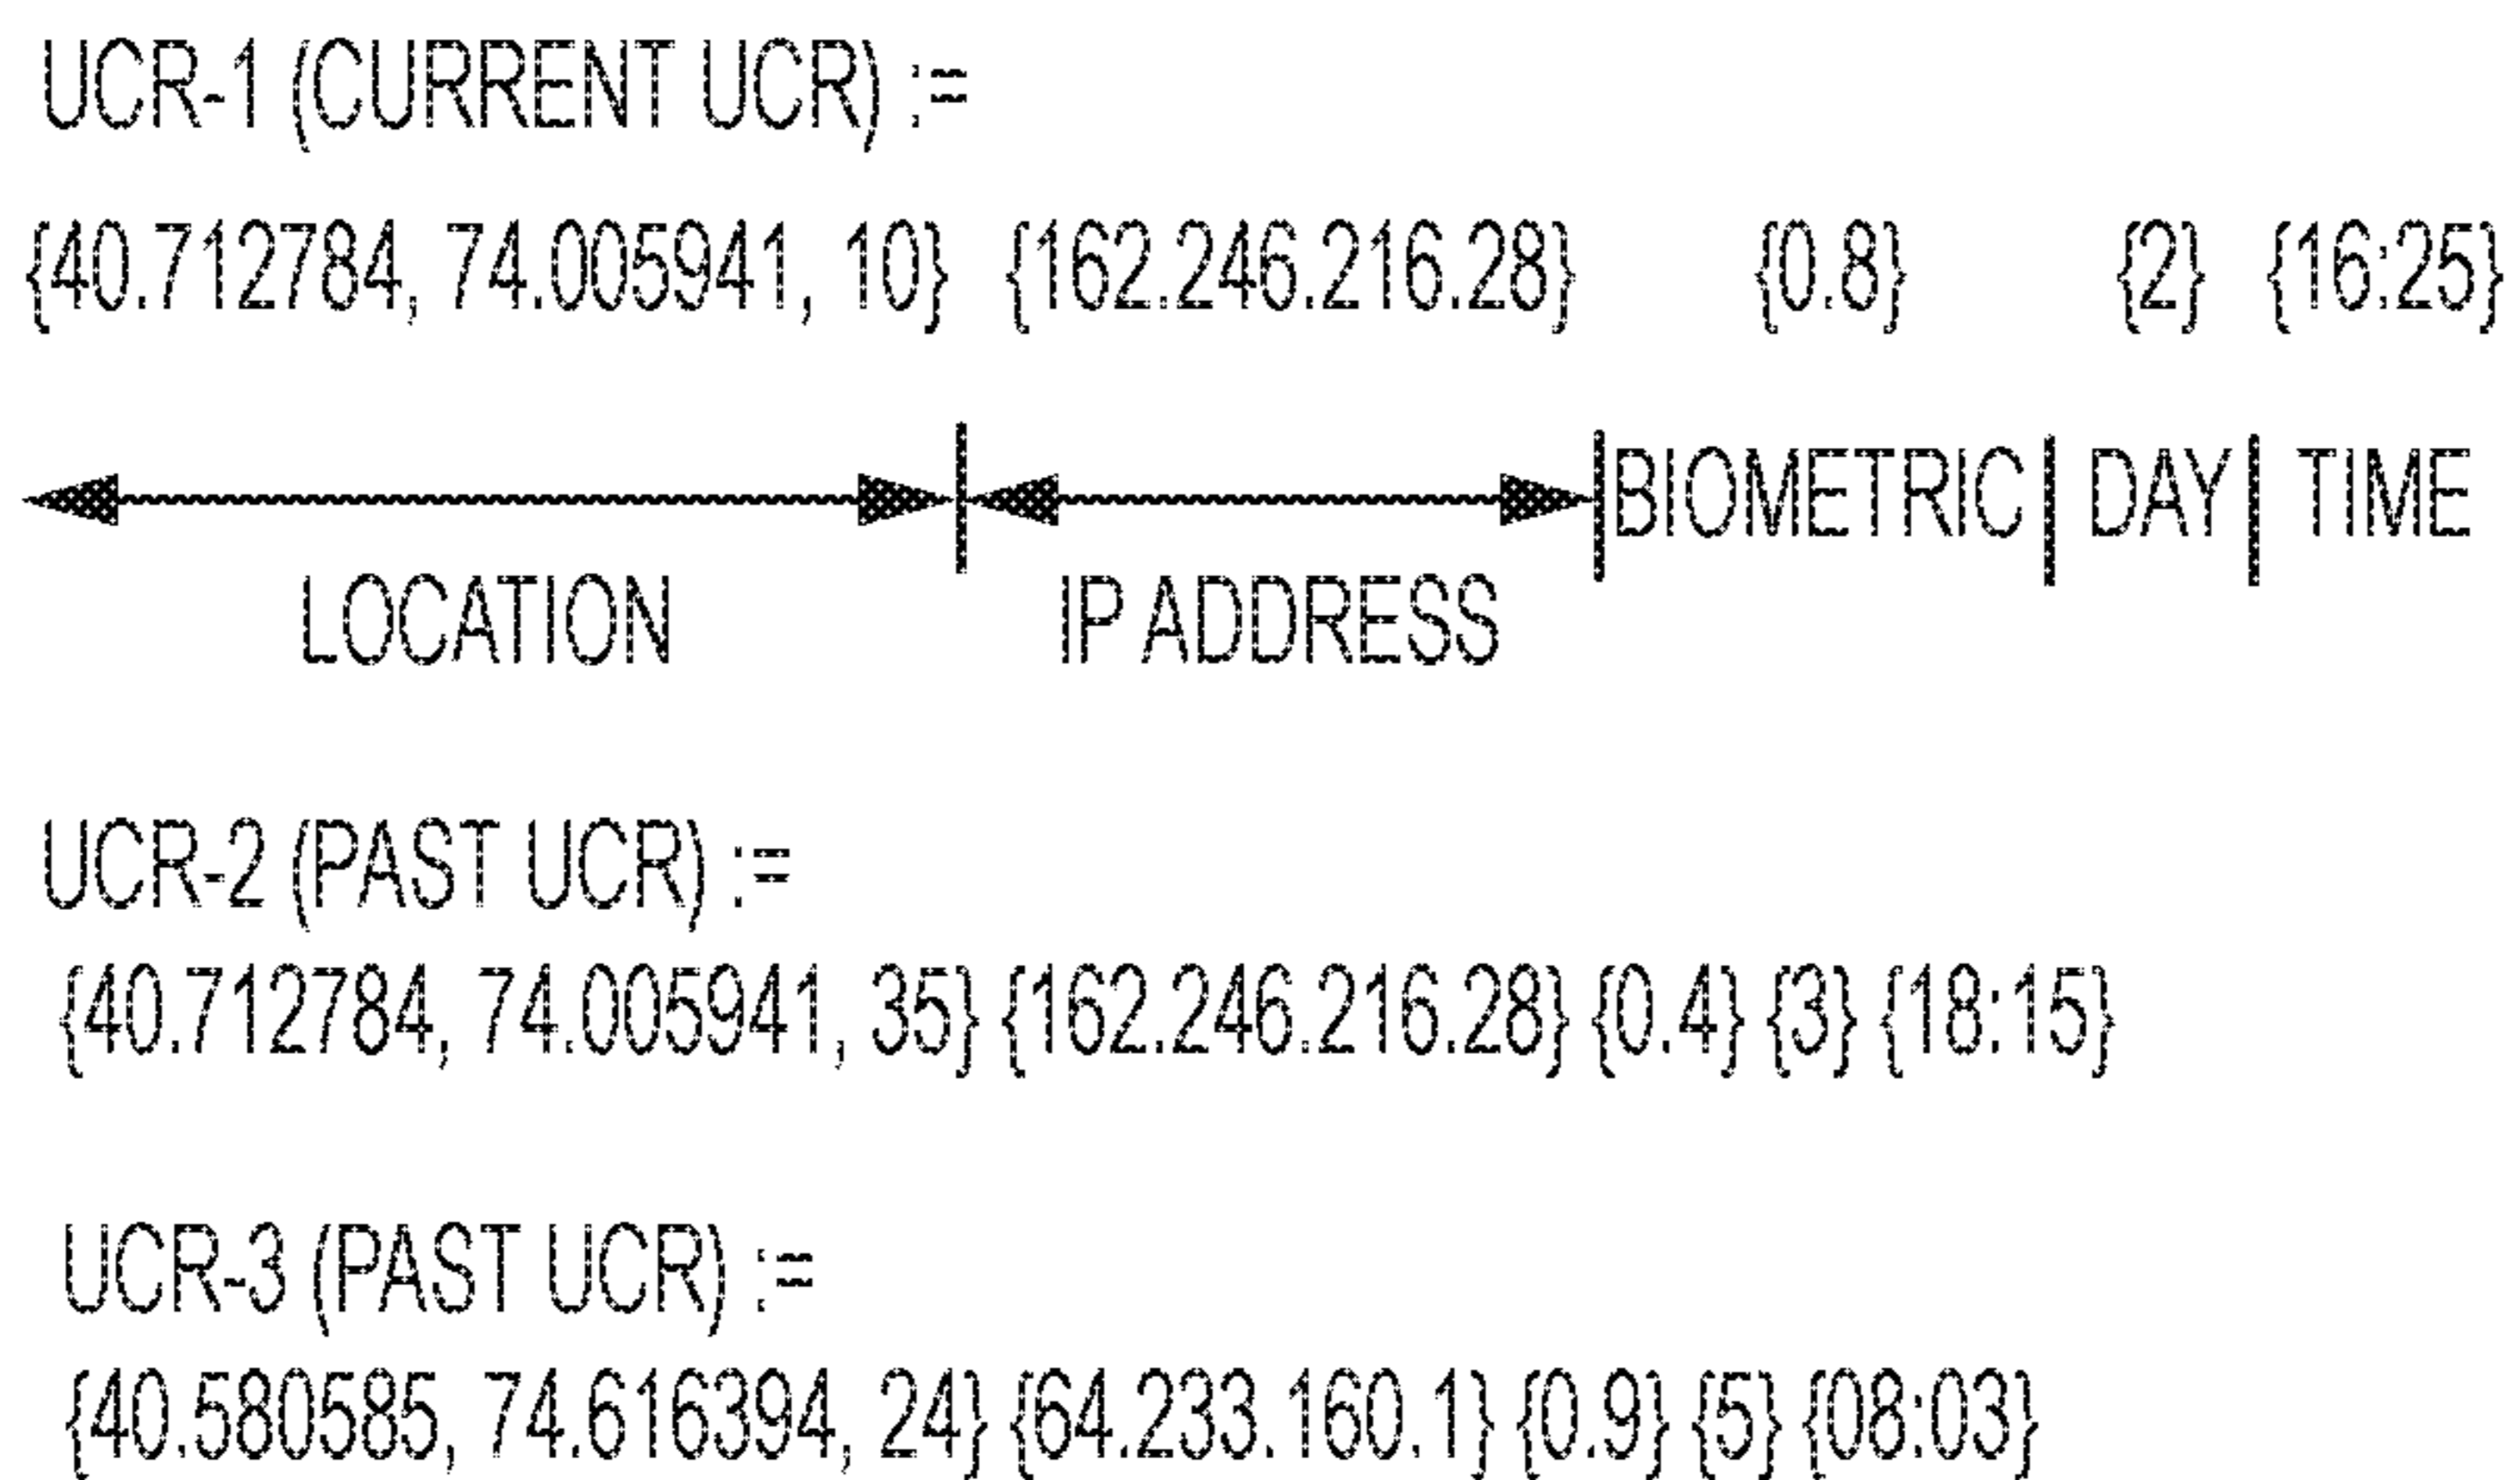 UCR-1 (CURRENT UCR) :=
{40.712784, 74.005941, 10} {162.246.216.28} {0.8} {2} {16:25}
BIOMETRIC DAY TIME
LOCATION IP ADDRESS
UCR-2 (PAST UCR) :=
{40.712784, 74.005941, 35} {162.246.216.28} {0.4} {3} {18:15}
UCR-3 (PAST UCR) :=
{40.580585, 74.616394, 24} {64.233.160.1} {0.9} {5} {08:03}